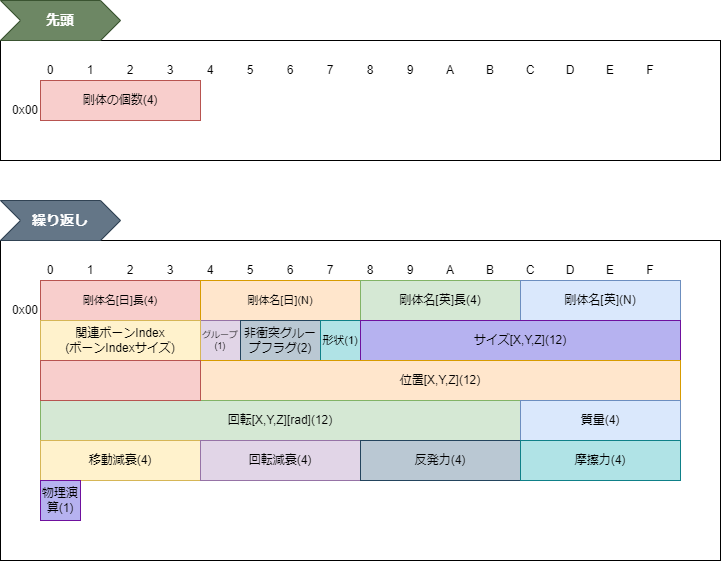 先頭
0 1 2 3 4 5 6 7 8 9 A B C D E F
0x00
剛体の個数(4)
繰り返し
0 1 2 3 4 5 6 7 8 9 A B C D E F
0x00
剛体名[日]長(4) 剛体名[日](N) 剛体名[英]長(4) 剛体名[英](N)
関連ボーンIndex
(ボーンIndexサイズ)
グループ
(1)
非衝突グルー
プフラグ(2)
形状(1)
サイズ[X,Y,Z](12)
位置[X,Y,Z](12)
回転[X,Y,Z][rad](12) 質量(4)
移動減衰(4) 回転減衰(4) 反発力(4) 摩擦力(4)
物理演
算(1)